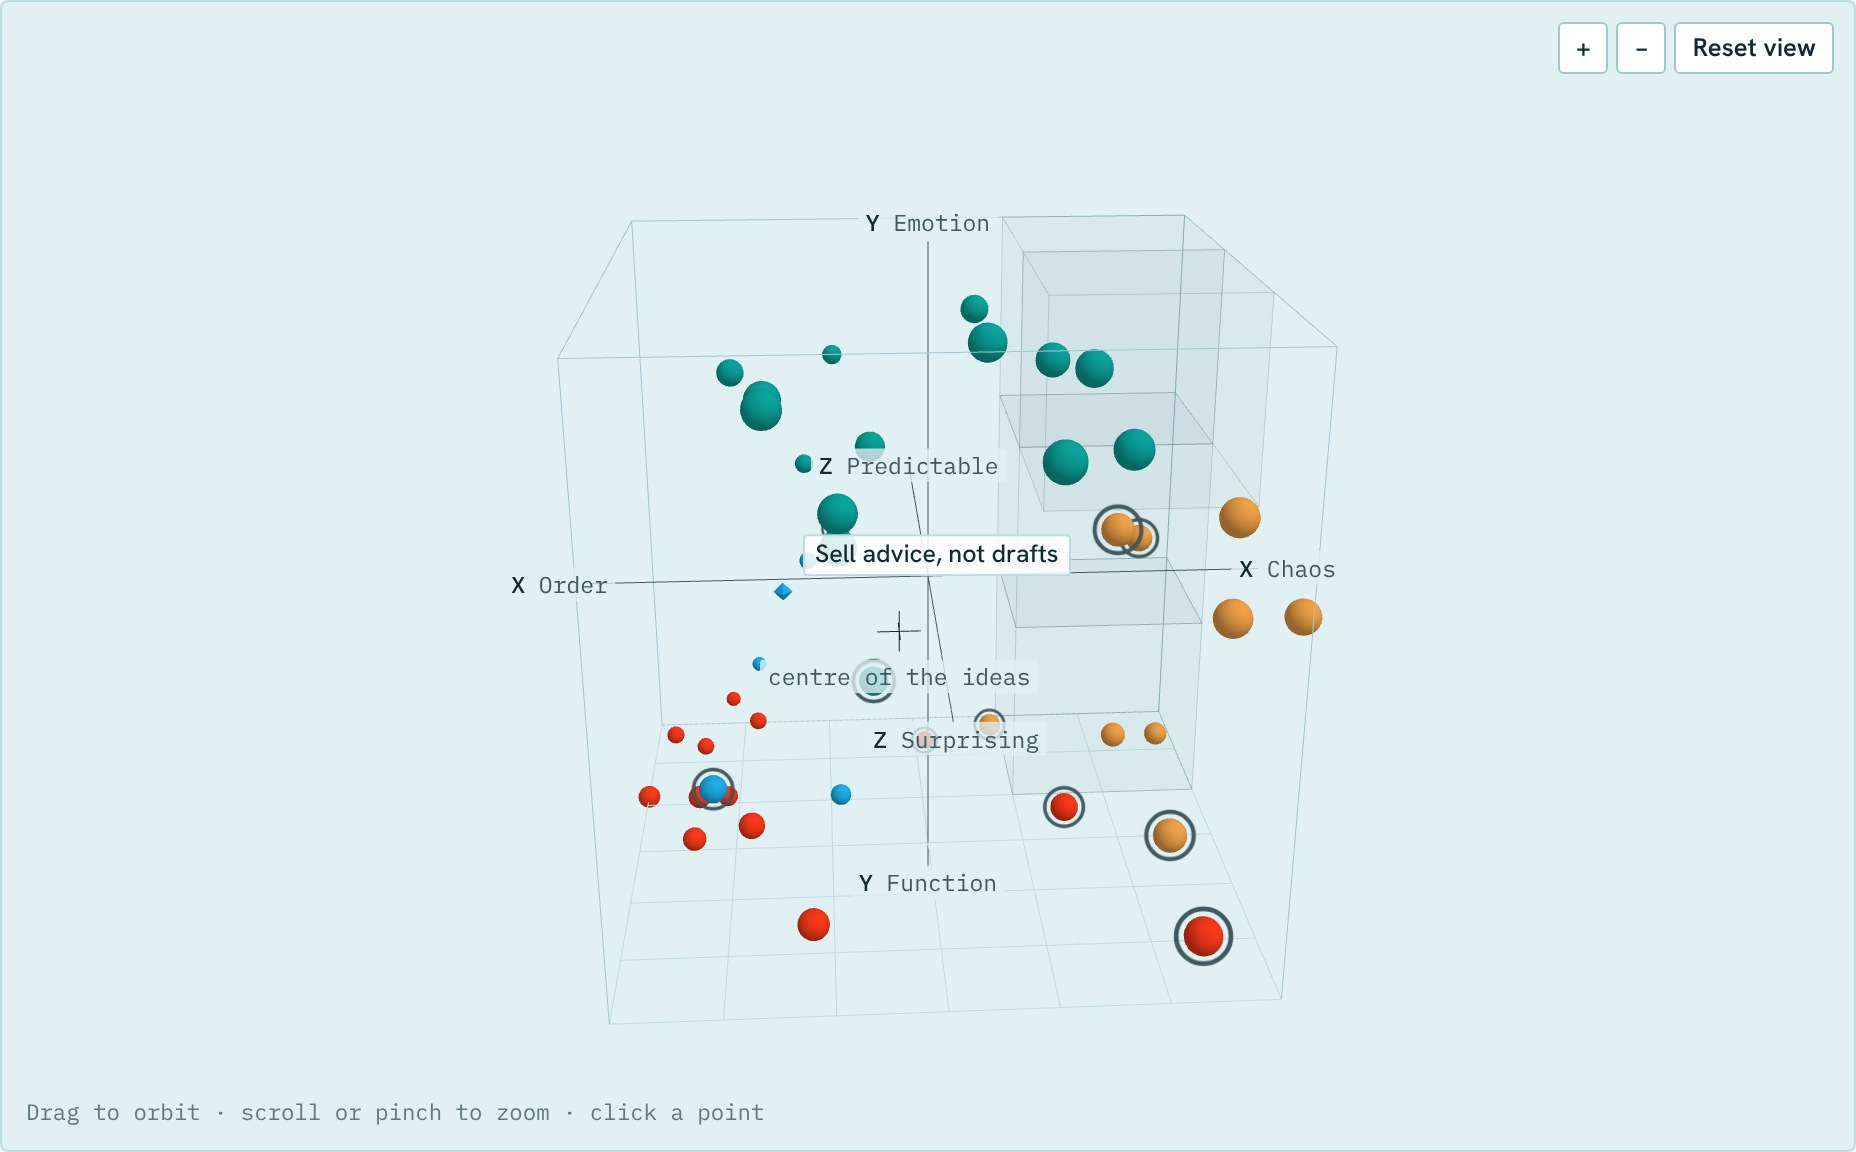 +
–
Reset view
Y Emotion
Z Predictable
Sell advice, not drafts
X Chaos
X Order
centre of the ideas
Z Surprising
Y Function
Drag to orbit · scroll or pinch to zoom · click a point